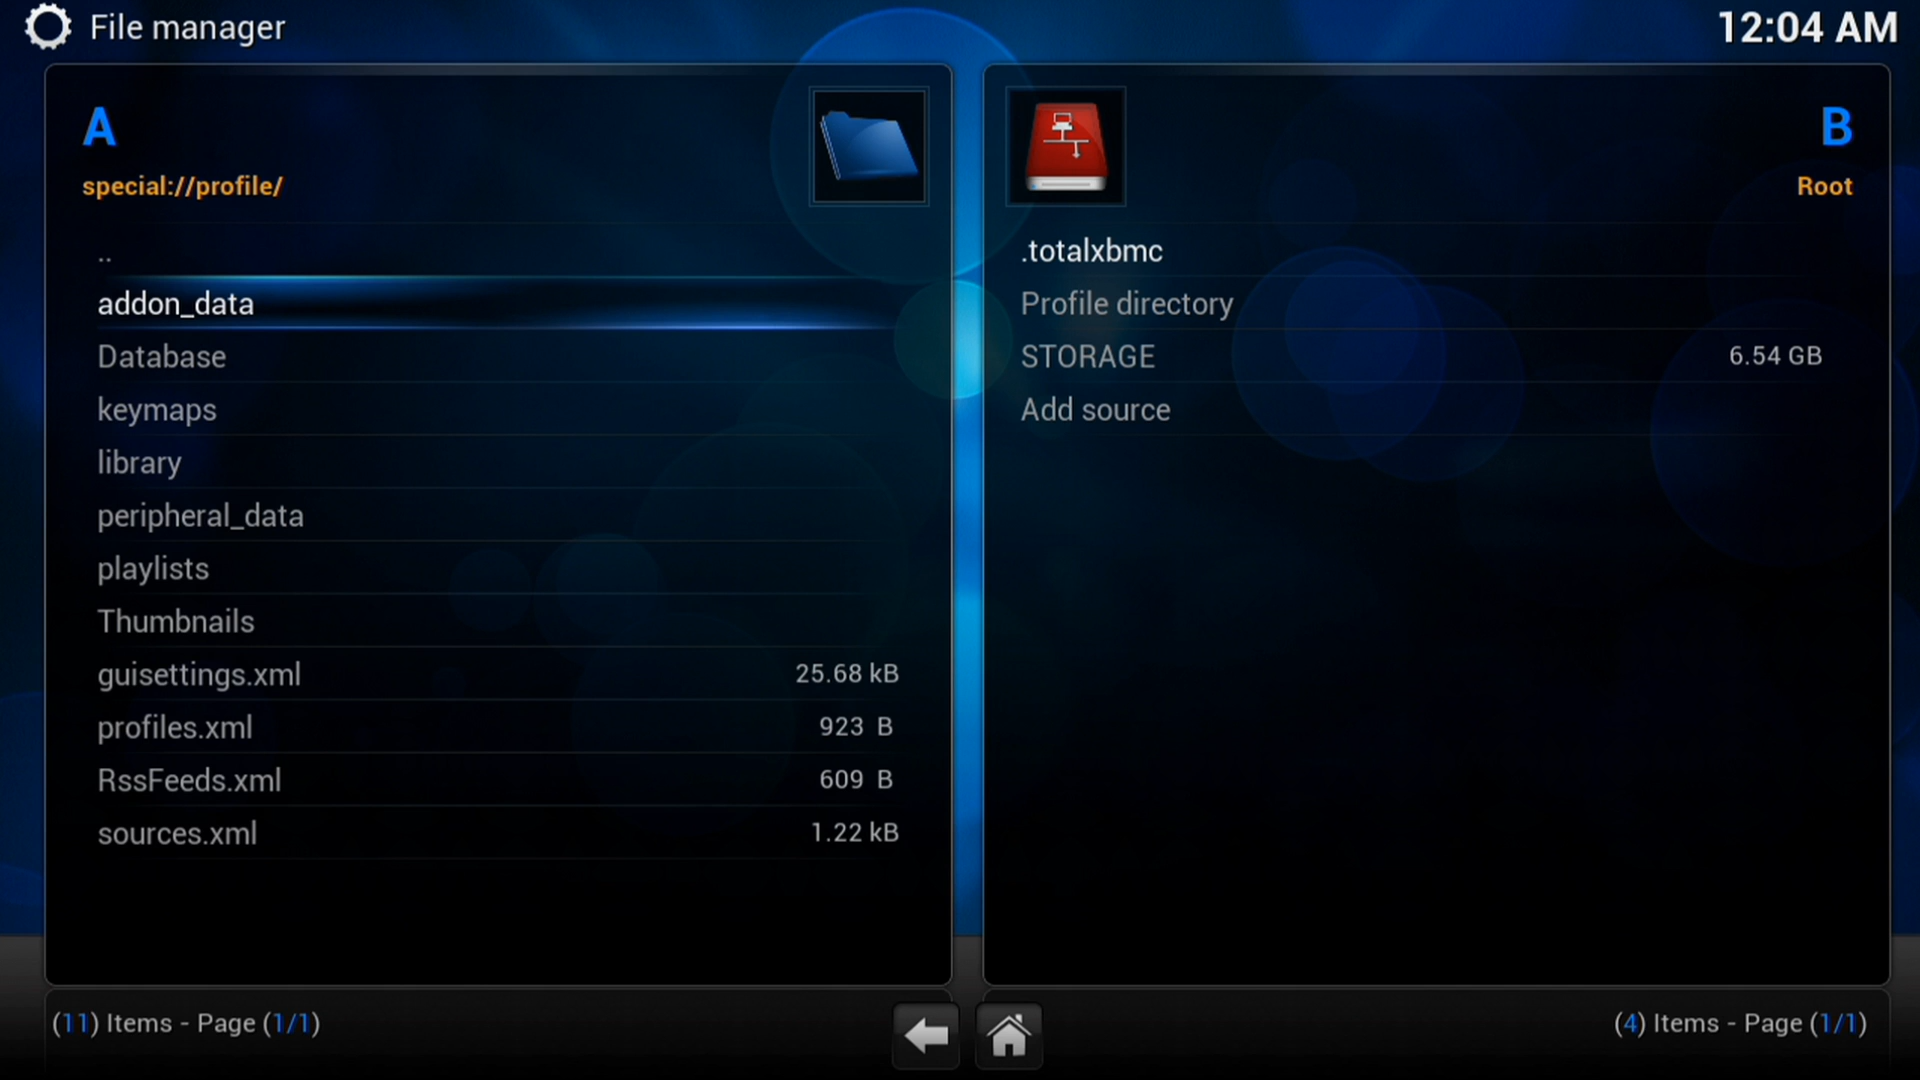 File manager
12:04 AM
A
special://profile/
..
addon_data
Database
keymaps
library
peripheral_data
playlists
Thumbnails
guisettings.xml 25.68 kB
profiles.xml 923 B
RssFeeds.xml 609 B
sources.xml 1.22 kB
(11) Items - Page (1/1)
B
Root
.totalxbmc
Profile directory
STORAGE 6.54 GB
Add source
(4) Items - Page (1/1)